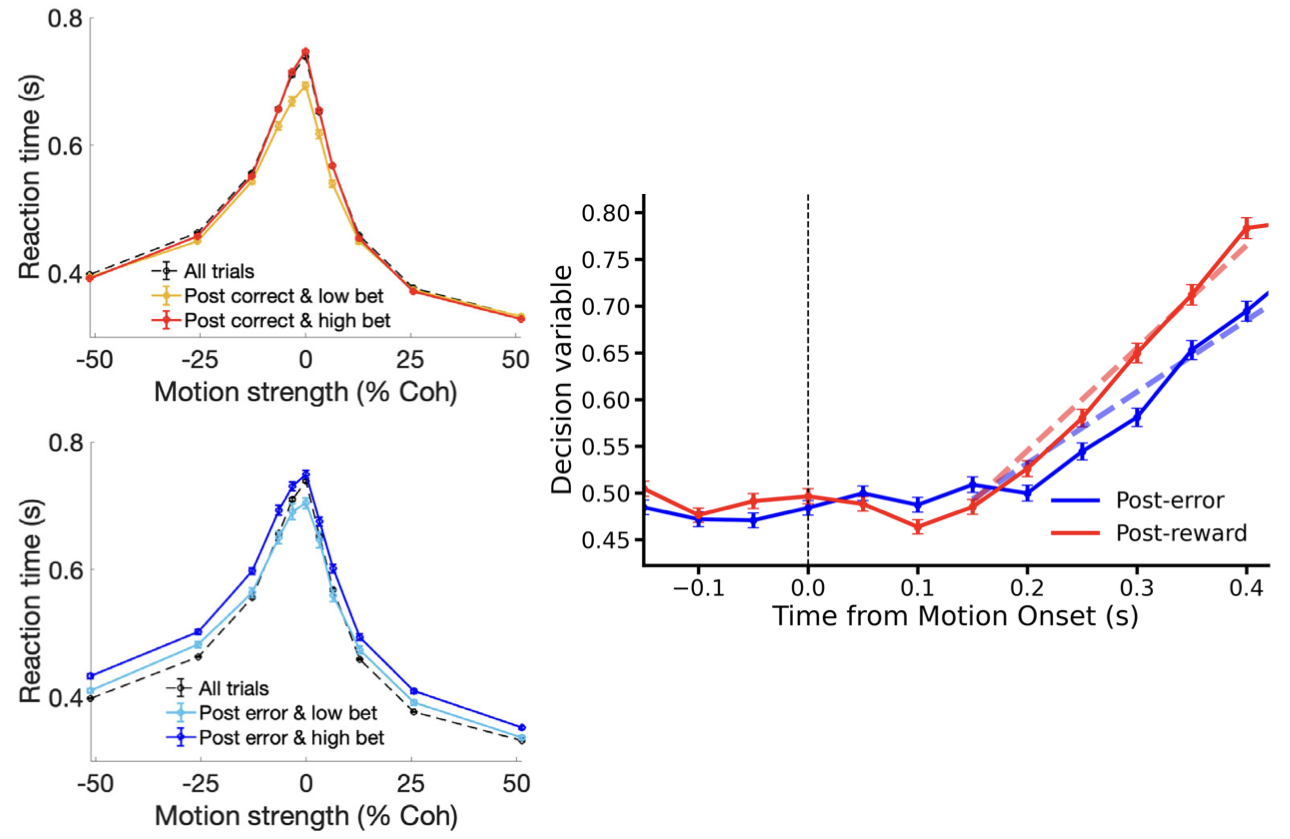 0.8
0.6
0.4
Reaction time (s)
All trials
Post correct & low bet
Post correct & high bet
-50 -25 0 25 50
Motion strength (% Coh)
0.8
0.6
0.4
Reaction time (s)
All trials
Post error & low bet
Post error & high bet
-50 -25 0 25 50
Motion strength (% Coh)
0.80
0.75
0.70
0.65
0.60
0.55
0.50
0.45
Decision variable
Post-error
Post-reward
−0.1 0.0 0.1 0.2 0.3 0.4
Time from Motion Onset (s)